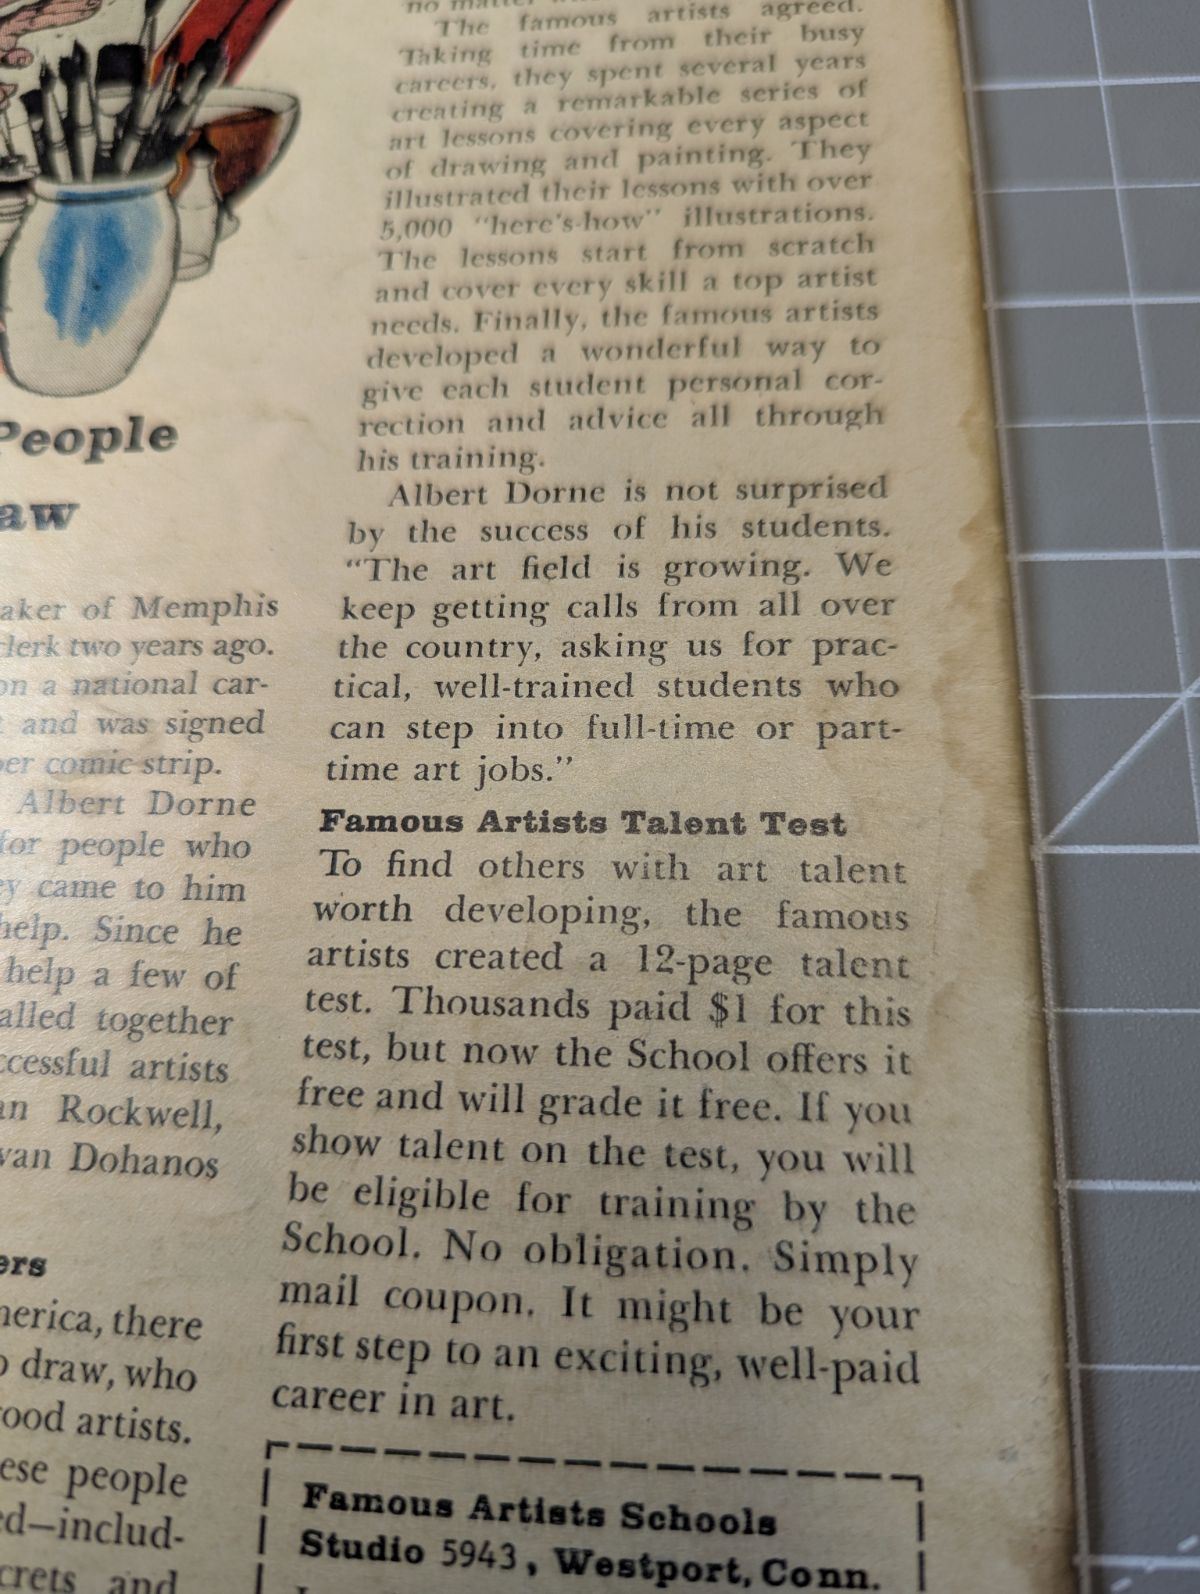 People
aw
aker of Memphis
clerk two years ago.
on a national car-
t and was signed
per comic strip.
Albert Dorne
for people who
ey came to him
help. Since he
help a few of
alled together
ccessful artists
an Rockwell,
van Dohanos
ers
merica, there
o draw, who
ood artists.
ese people
ed—includ-
crets and
no matter
The famous artists agreed.
Taking time from their busy
careers, they spent several years
creating a remarkable series of
art lessons covering every aspect
of drawing and painting. They
illustrated their lessons with over
5,000 "here's-how" illustrations.
The lessons start from scratch
and cover every skill a top artist
needs. Finally, the famous artists
developed a wonderful way to
give each student personal cor-
rection and advice all through
his training.
Albert Dorne is not surprised
by the success of his students.
"The art field is growing. We
keep getting calls from all over
the country, asking us for prac-
tical, well-trained students who
can step into full-time or part-
time art jobs."
Famous Artists Talent Test
To find others with art talent
worth developing, the famous
artists created a 12-page talent
test. Thousands paid $1 for this
test, but now the School offers it
free and will grade it free. If you
show talent on the test, you will
be eligible for training by the
School. No obligation. Simply
mail coupon. It might be your
first step to an exciting, well-paid
career in art.
Famous Artists Schools
Studio 5943, Westport, Conn.